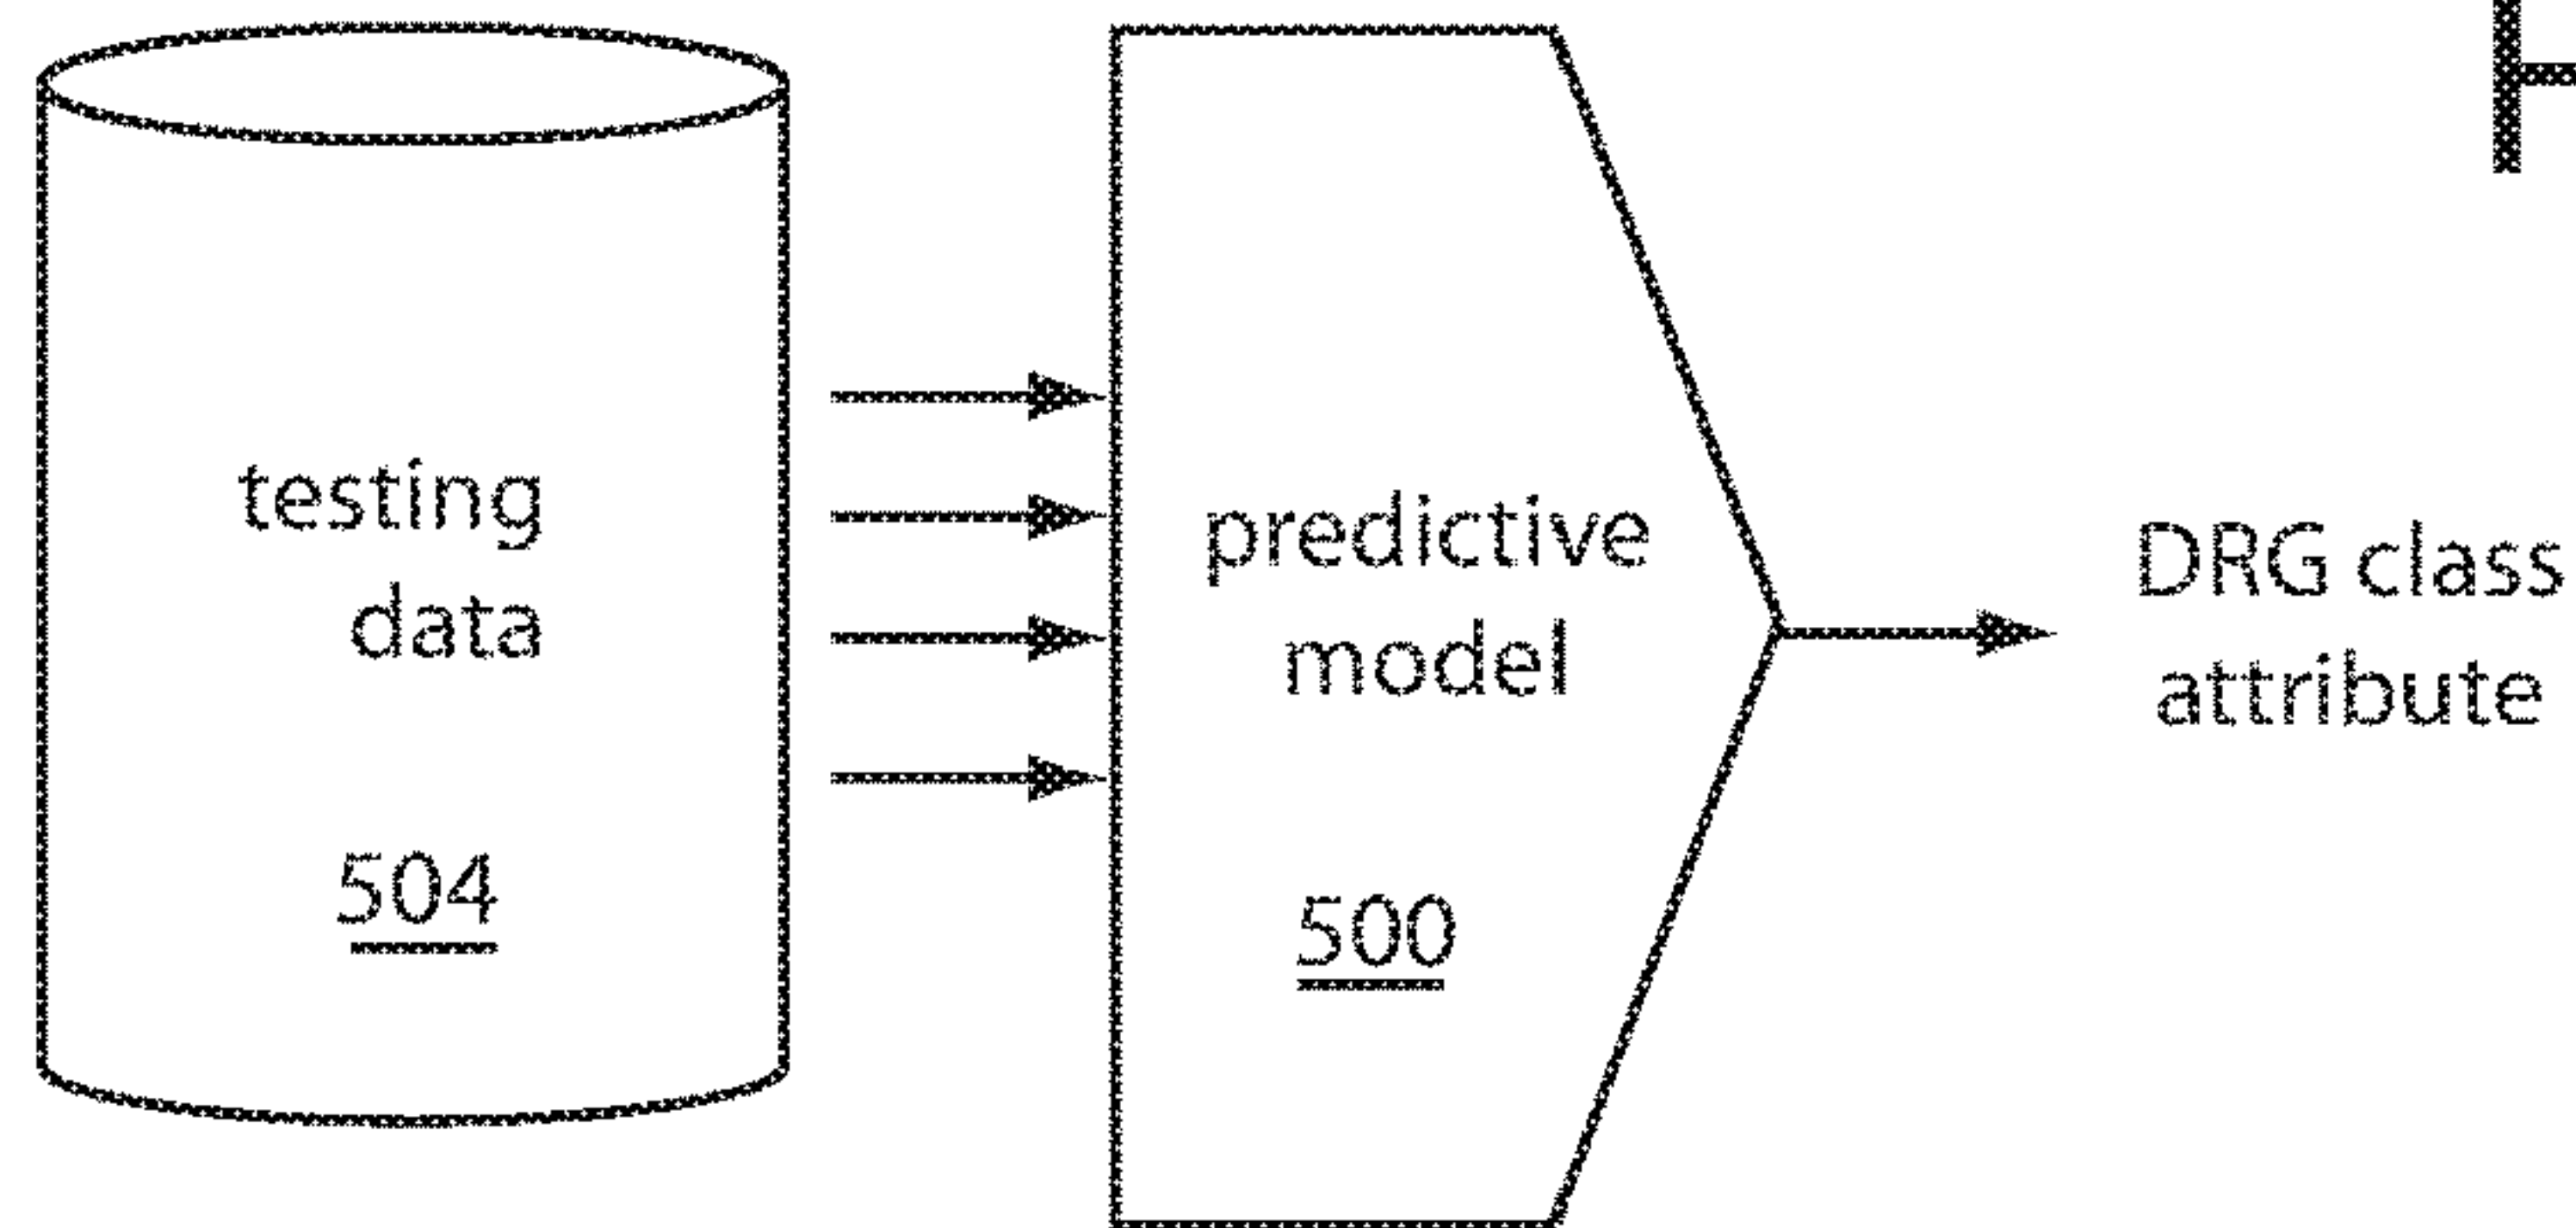 testing
data
504
predictive
model
500
DRG class
attribute